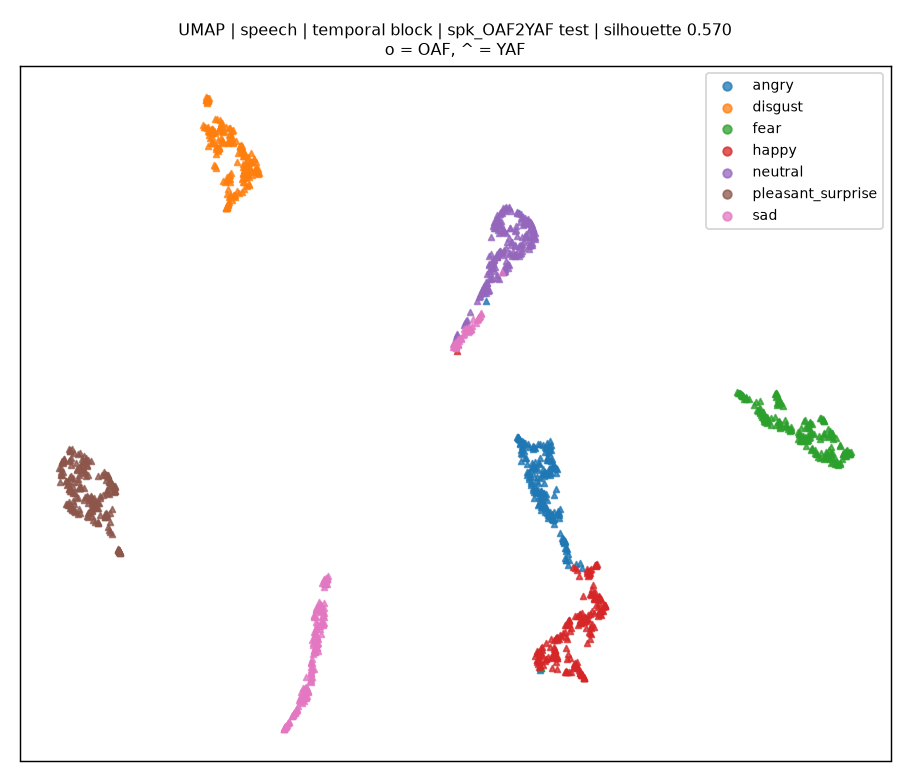 UMAP | speech | temporal block | spk_OAF2YAF test | silhouette 0.570
o = OAF, ^ = YAF
angry
disgust
fear
happy
neutral
pleasant_surprise
sad